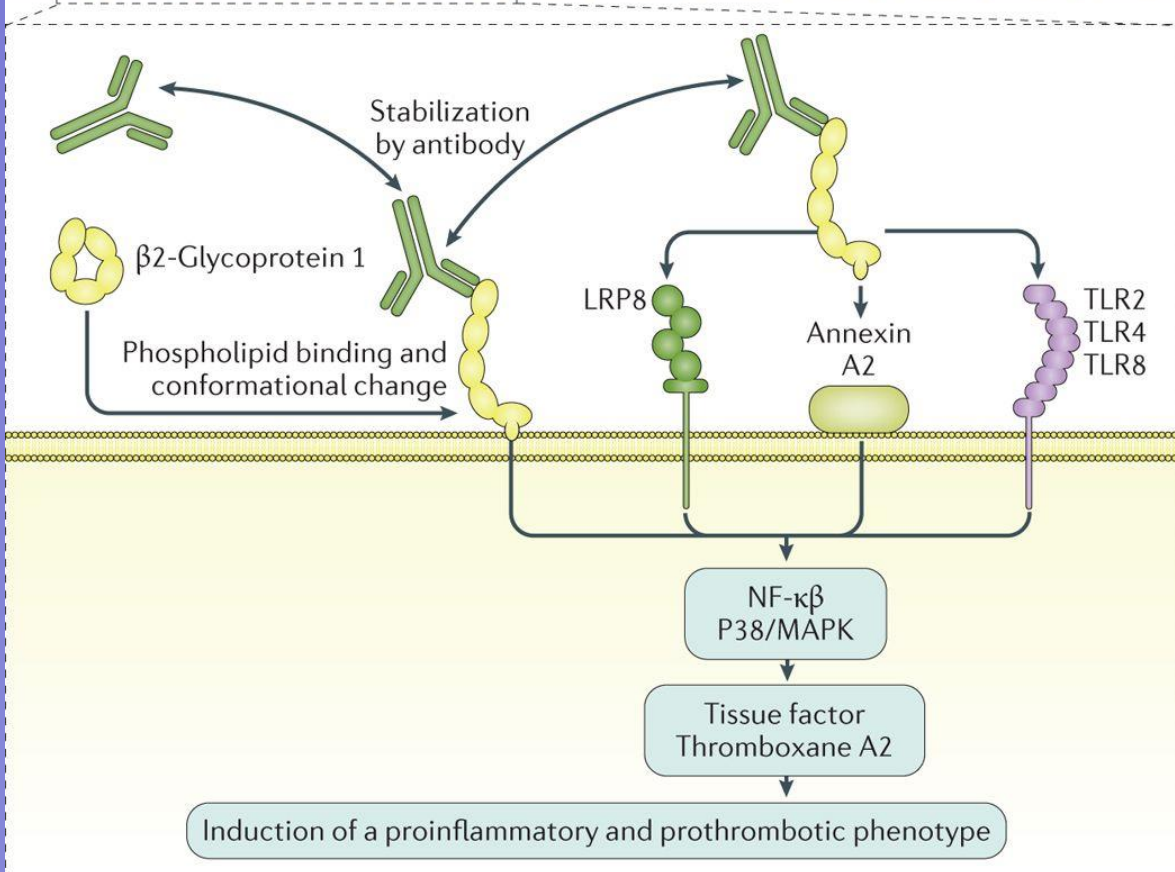 Stabilization
by antibody
β2-Glycoprotein 1
Phospholipid binding and
conformational change
LRP8
Annexin
A2
TLR2
TLR4
TLR8
NF-κβ
P38/MAPK
Tissue factor
Thromboxane A2
Induction of a proinflammatory and prothrombotic phenotype